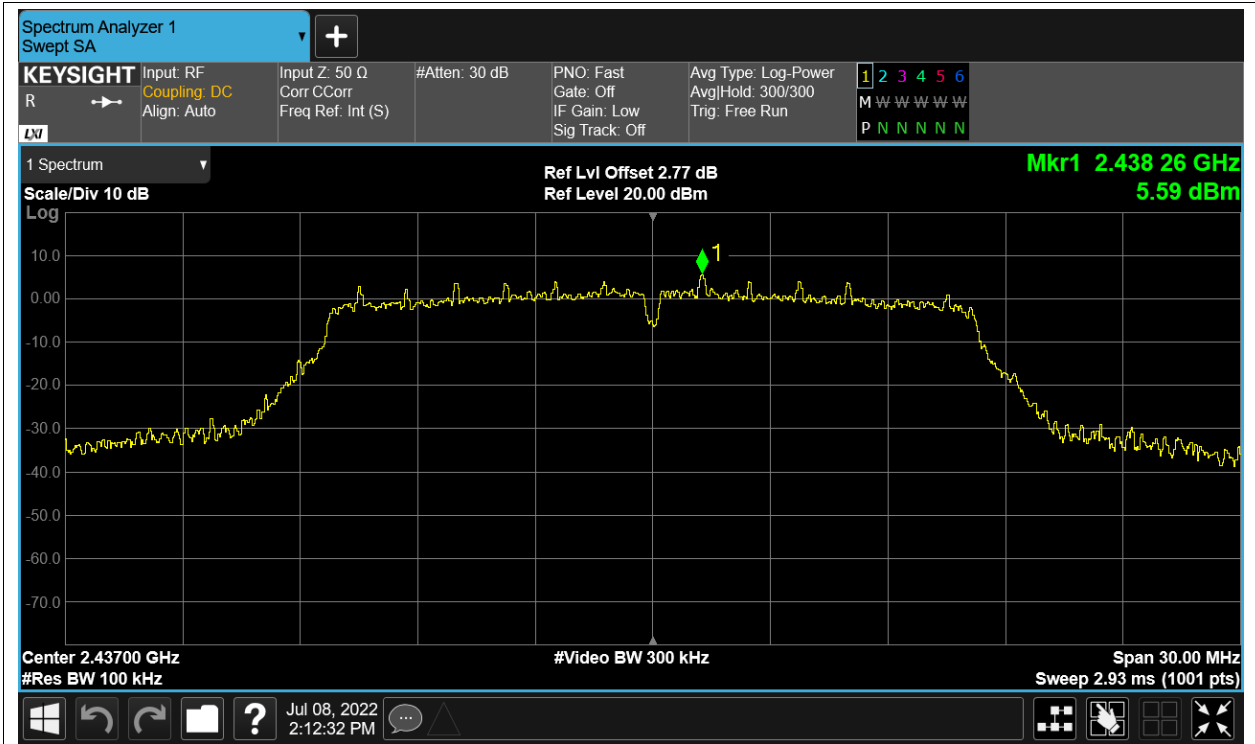 Spectrum Analyzer 1
Swept SA
KEYSIGHT
R
LXI
Input: RF
Coupling: DC
Align: Auto
Input Z: 50 Ω
Corr CCorr
Freq Ref: Int (S)
#Atten: 30 dB
PNO: Fast
Gate: Off
IF Gain: Low
Sig Track: Off
Avg Type: Log-Power
Avg|Hold: 300/300
Trig: Free Run
1 2 3 4 5 6
M W W W W W
P N N N N N
1 Spectrum
Scale/Div 10 dB
Log
Ref Lvl Offset 2.77 dB
Ref Level 20.00 dBm
Mkr1 2.438 26 GHz
5.59 dBm
1
10.0
0.00
-10.0
-20.0
-30.0
-40.0
-50.0
-60.0
-70.0
Center 2.43700 GHz
#Res BW 100 kHz
#Video BW 300 kHz
Span 30.00 MHz
Sweep 2.93 ms (1001 pts)
?
Jul 08, 2022
2:12:32 PM